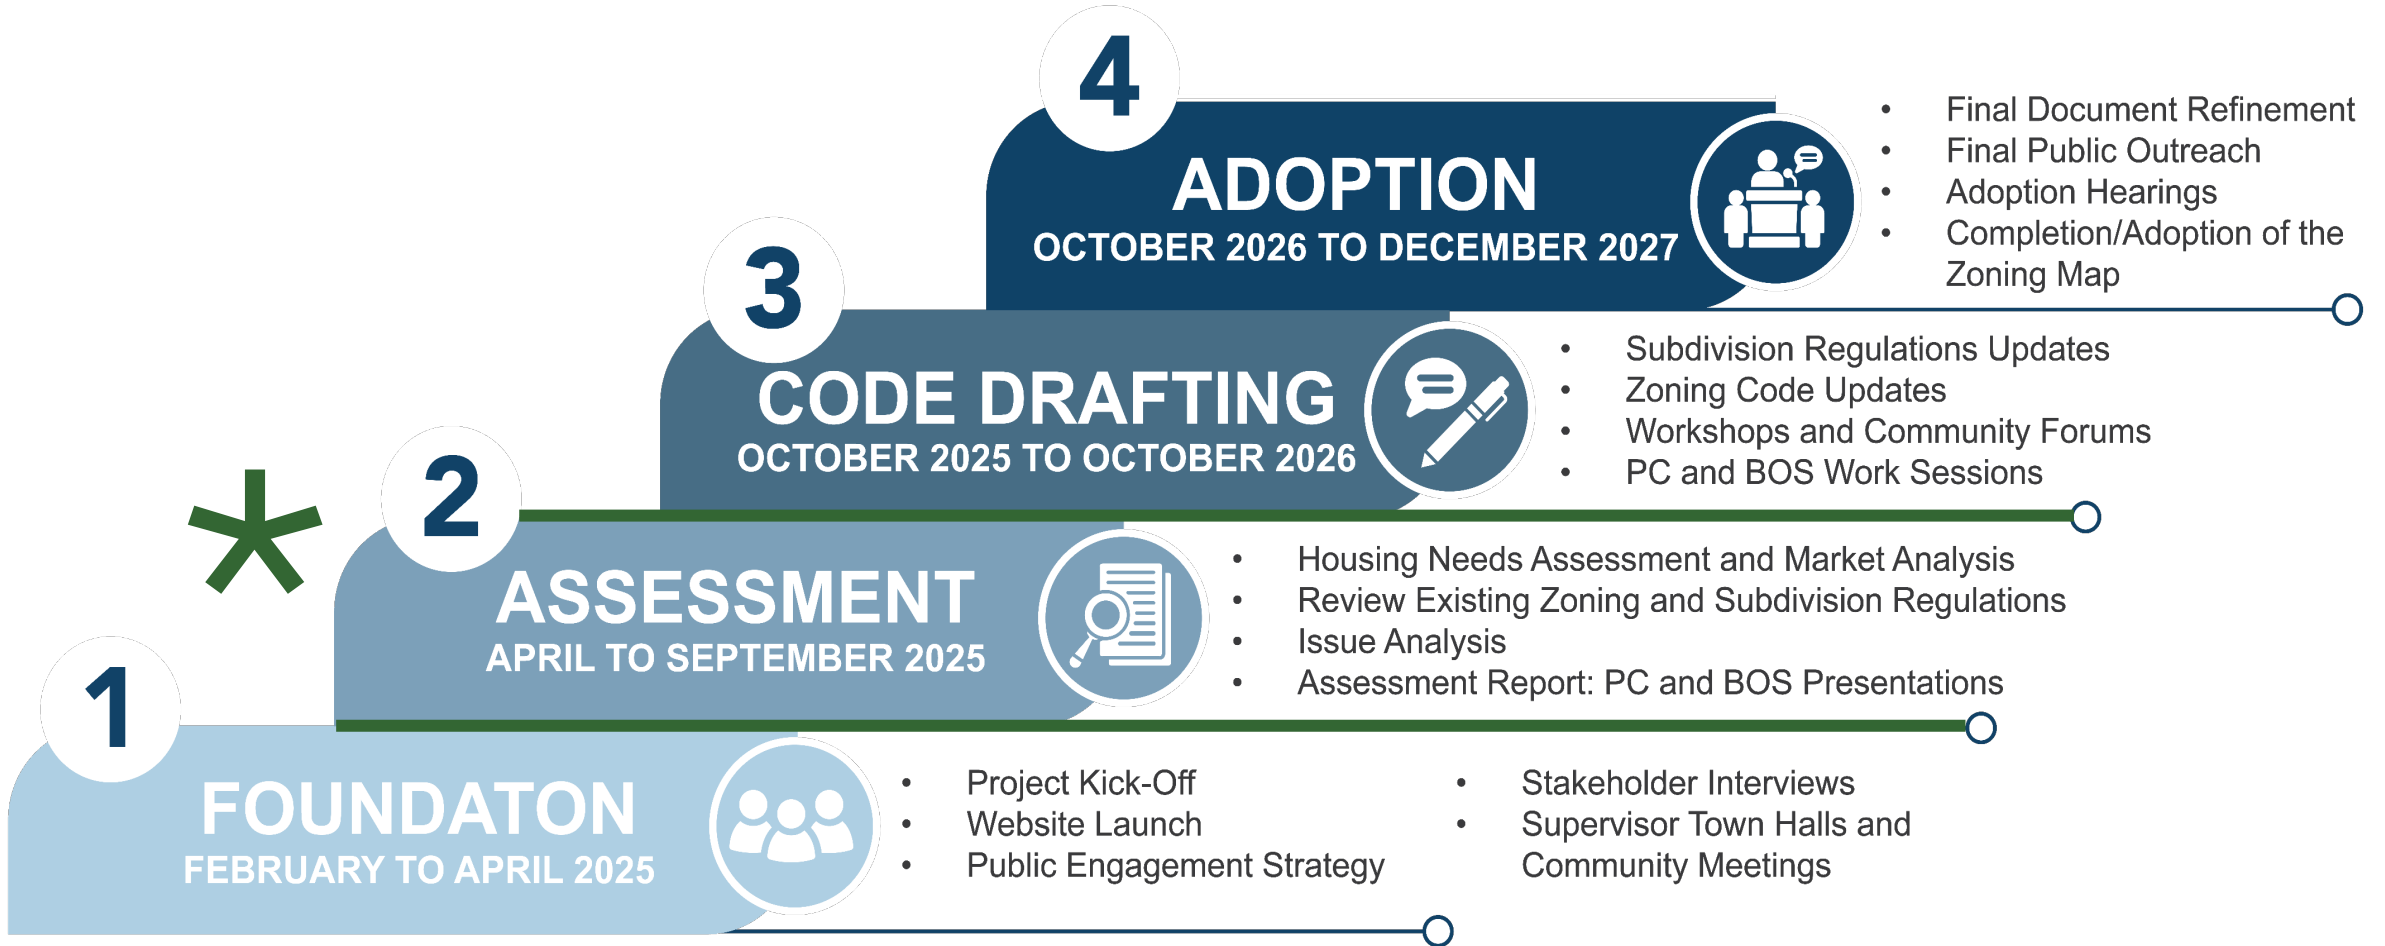 4
ADOPTION
OCTOBER 2026 TO DECEMBER 2027
• Final Document Refinement
• Final Public Outreach
• Adoption Hearings
• Completion/Adoption of the
Zoning Map
3
CODE DRAFTING
OCTOBER 2025 TO OCTOBER 2026
• Subdivision Regulations Updates
• Zoning Code Updates
• Workshops and Community Forums
• PC and BOS Work Sessions
*
2
ASSESSMENT
APRIL TO SEPTEMBER 2025
• Housing Needs Assessment and Market Analysis
• Review Existing Zoning and Subdivision Regulations
• Issue Analysis
• Assessment Report: PC and BOS Presentations
1
FOUNDATON
FEBRUARY TO APRIL 2025
• Project Kick-Off
• Website Launch
• Public Engagement Strategy
• Stakeholder Interviews
• Supervisor Town Halls and
Community Meetings